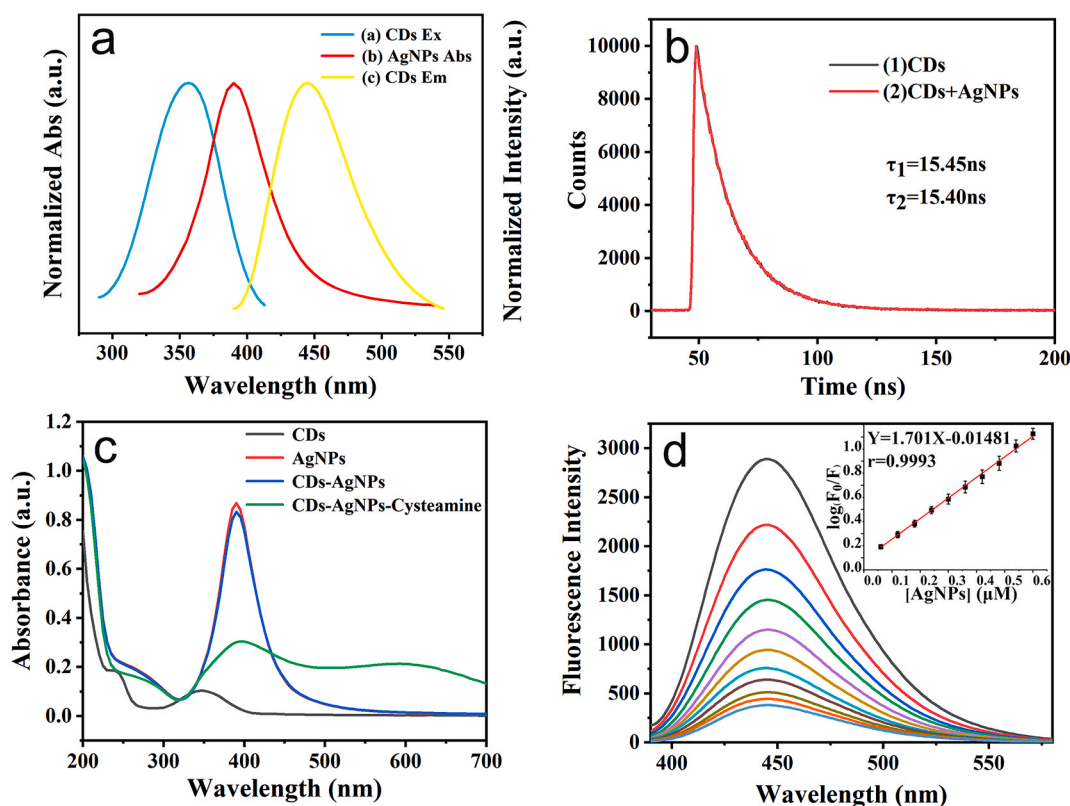 a
(a) CDs Ex
(b) AgNPs Abs
(c) CDs Em
Normalized Abs (a.u.)
Normalized Intensity (a.u.)
300 350 400 450 500 550
Wavelength (nm)
b
(1)CDs
(2)CDs+AgNPs
τ1=15.45ns
τ2=15.40ns
Counts
10000
8000
6000
4000
2000
0
50 100 150 200
Time (ns)
c
CDs
AgNPs
CDs-AgNPs
CDs-AgNPs-Cysteamine
Absorbance (a.u.)
1.2
1.0
0.8
0.6
0.4
0.2
0.0
200 300 400 500 600 700
Wavelength (nm)
d
Fluorescence Intensity
3000
2500
2000
1500
1000
500
0
400 450 500 550
Wavelength (nm)
Y=1.701X-0.01481
r=0.9993
log(F0/F)
1.0
0.8
0.6
0.4
0.2
0.0
0.0 0.1 0.2 0.3 0.4 0.5 0.6
[AgNPs] (μM)